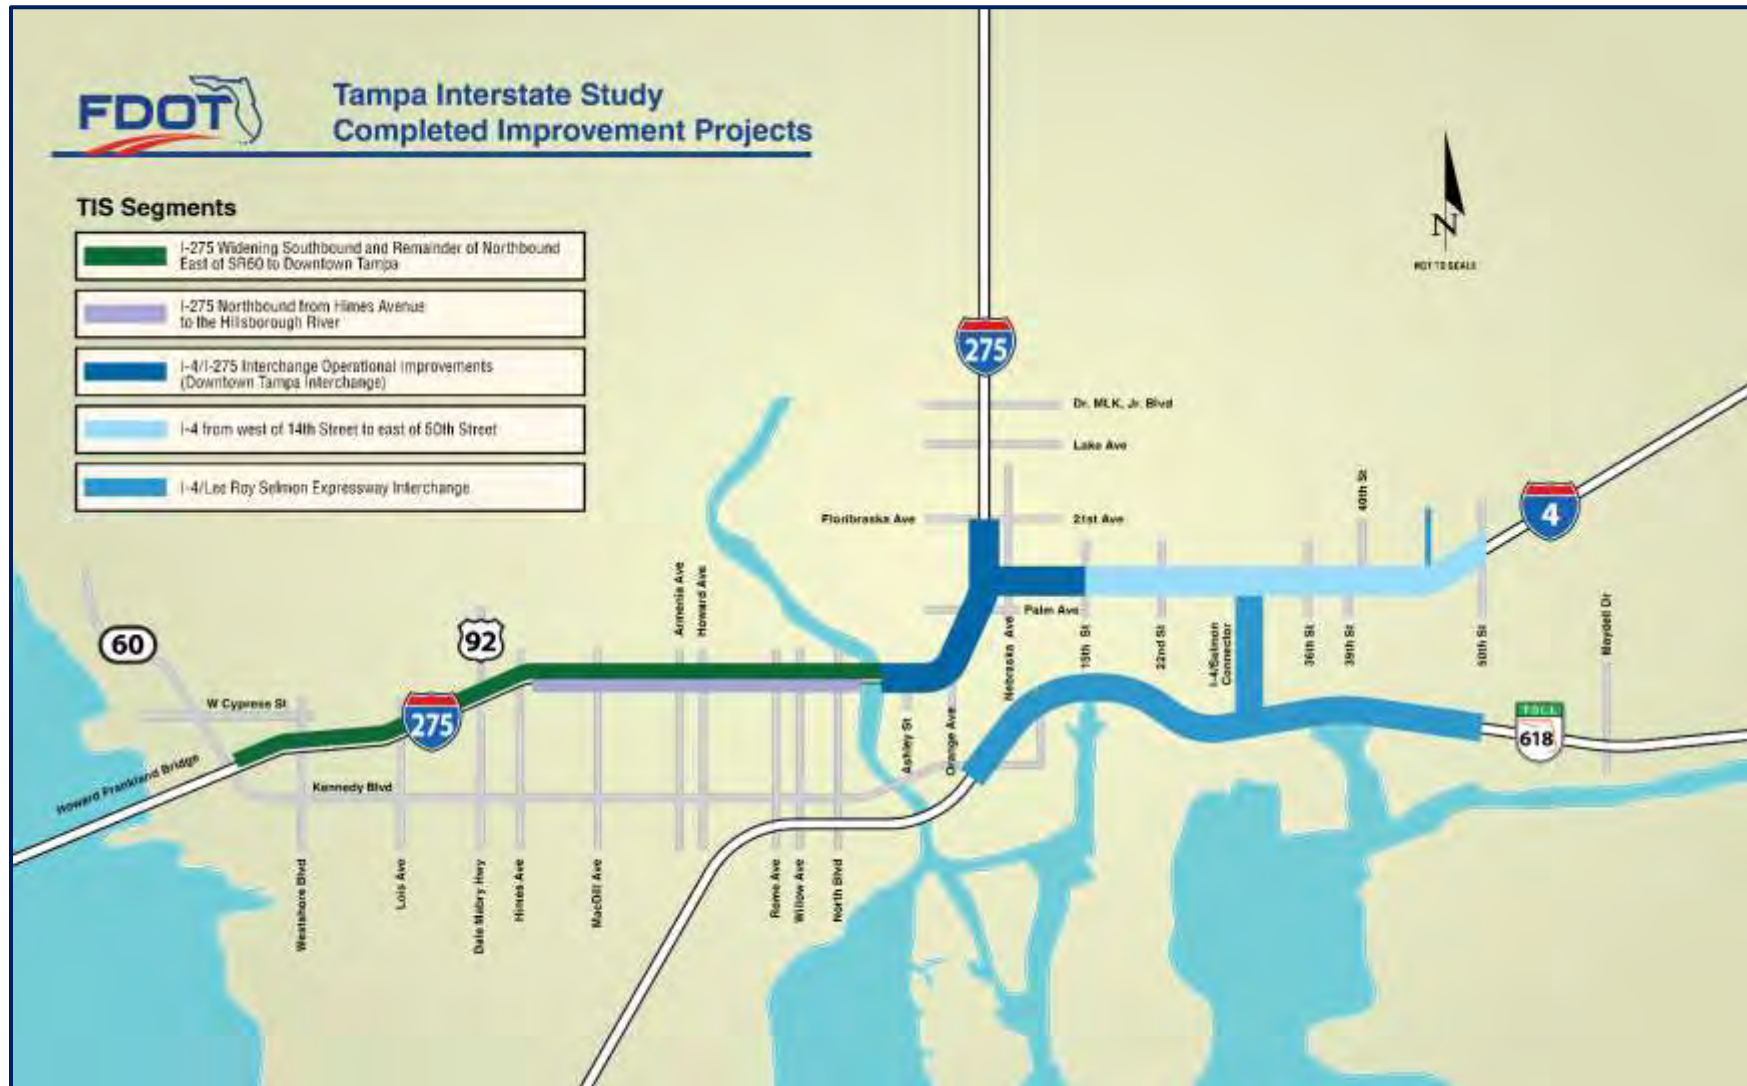 FDOT
Tampa Interstate Study
Completed Improvement Projects
TIS Segments
I-275 Widening Southbound and Remainder of Northbound
East of SR60 to Downtown Tampa
I-275 Northbound from Himes Avenue
to the Hillsborough River
I-4/I-275 Interchange Operational Improvements
(Downtown Tampa Interchange)
I-4 from west of 14th Street to east of 50th Street
I-4/Lee Roy Selmon Expressway Interchange
N
NOT TO SCALE
275
Dr. MLK, Jr. Blvd
Lake Ave
40th St
4
Floribraska Ave
21st Ave
Armenia Ave
Howard Ave
Palm Ave
60
92
Nebraska Ave
15th St
22nd St
I-4/Selmon
Connector
36th St
39th St
50th St
Maydell Dr
W Cypress St
275
Ashley St
Orange Ave
TOLL
618
Howard Frankland Bridge
Kennedy Blvd
Westshore Blvd
Lois Ave
Dale Mabry Hwy
Himes Ave
MacDill Ave
Rome Ave
Willow Ave
North Blvd